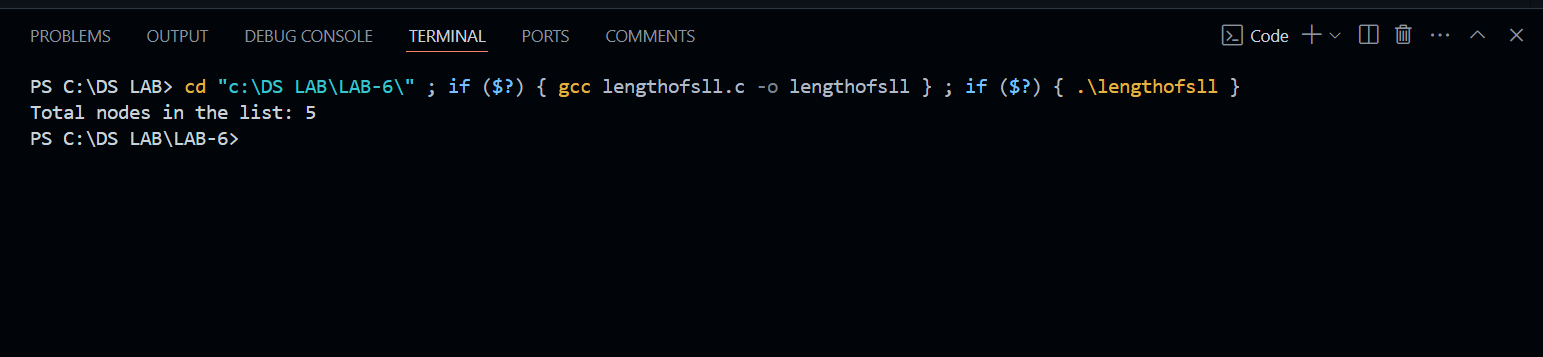 PROBLEMS OUTPUT DEBUG CONSOLE TERMINAL PORTS COMMENTS Code
PS C:\DS LAB> cd "c:\DS LAB\LAB-6\" ; if ($?) { gcc lengthofsll.c -o lengthofsll } ; if ($?) { .\lengthofsll }
Total nodes in the list: 5
PS C:\DS LAB\LAB-6>